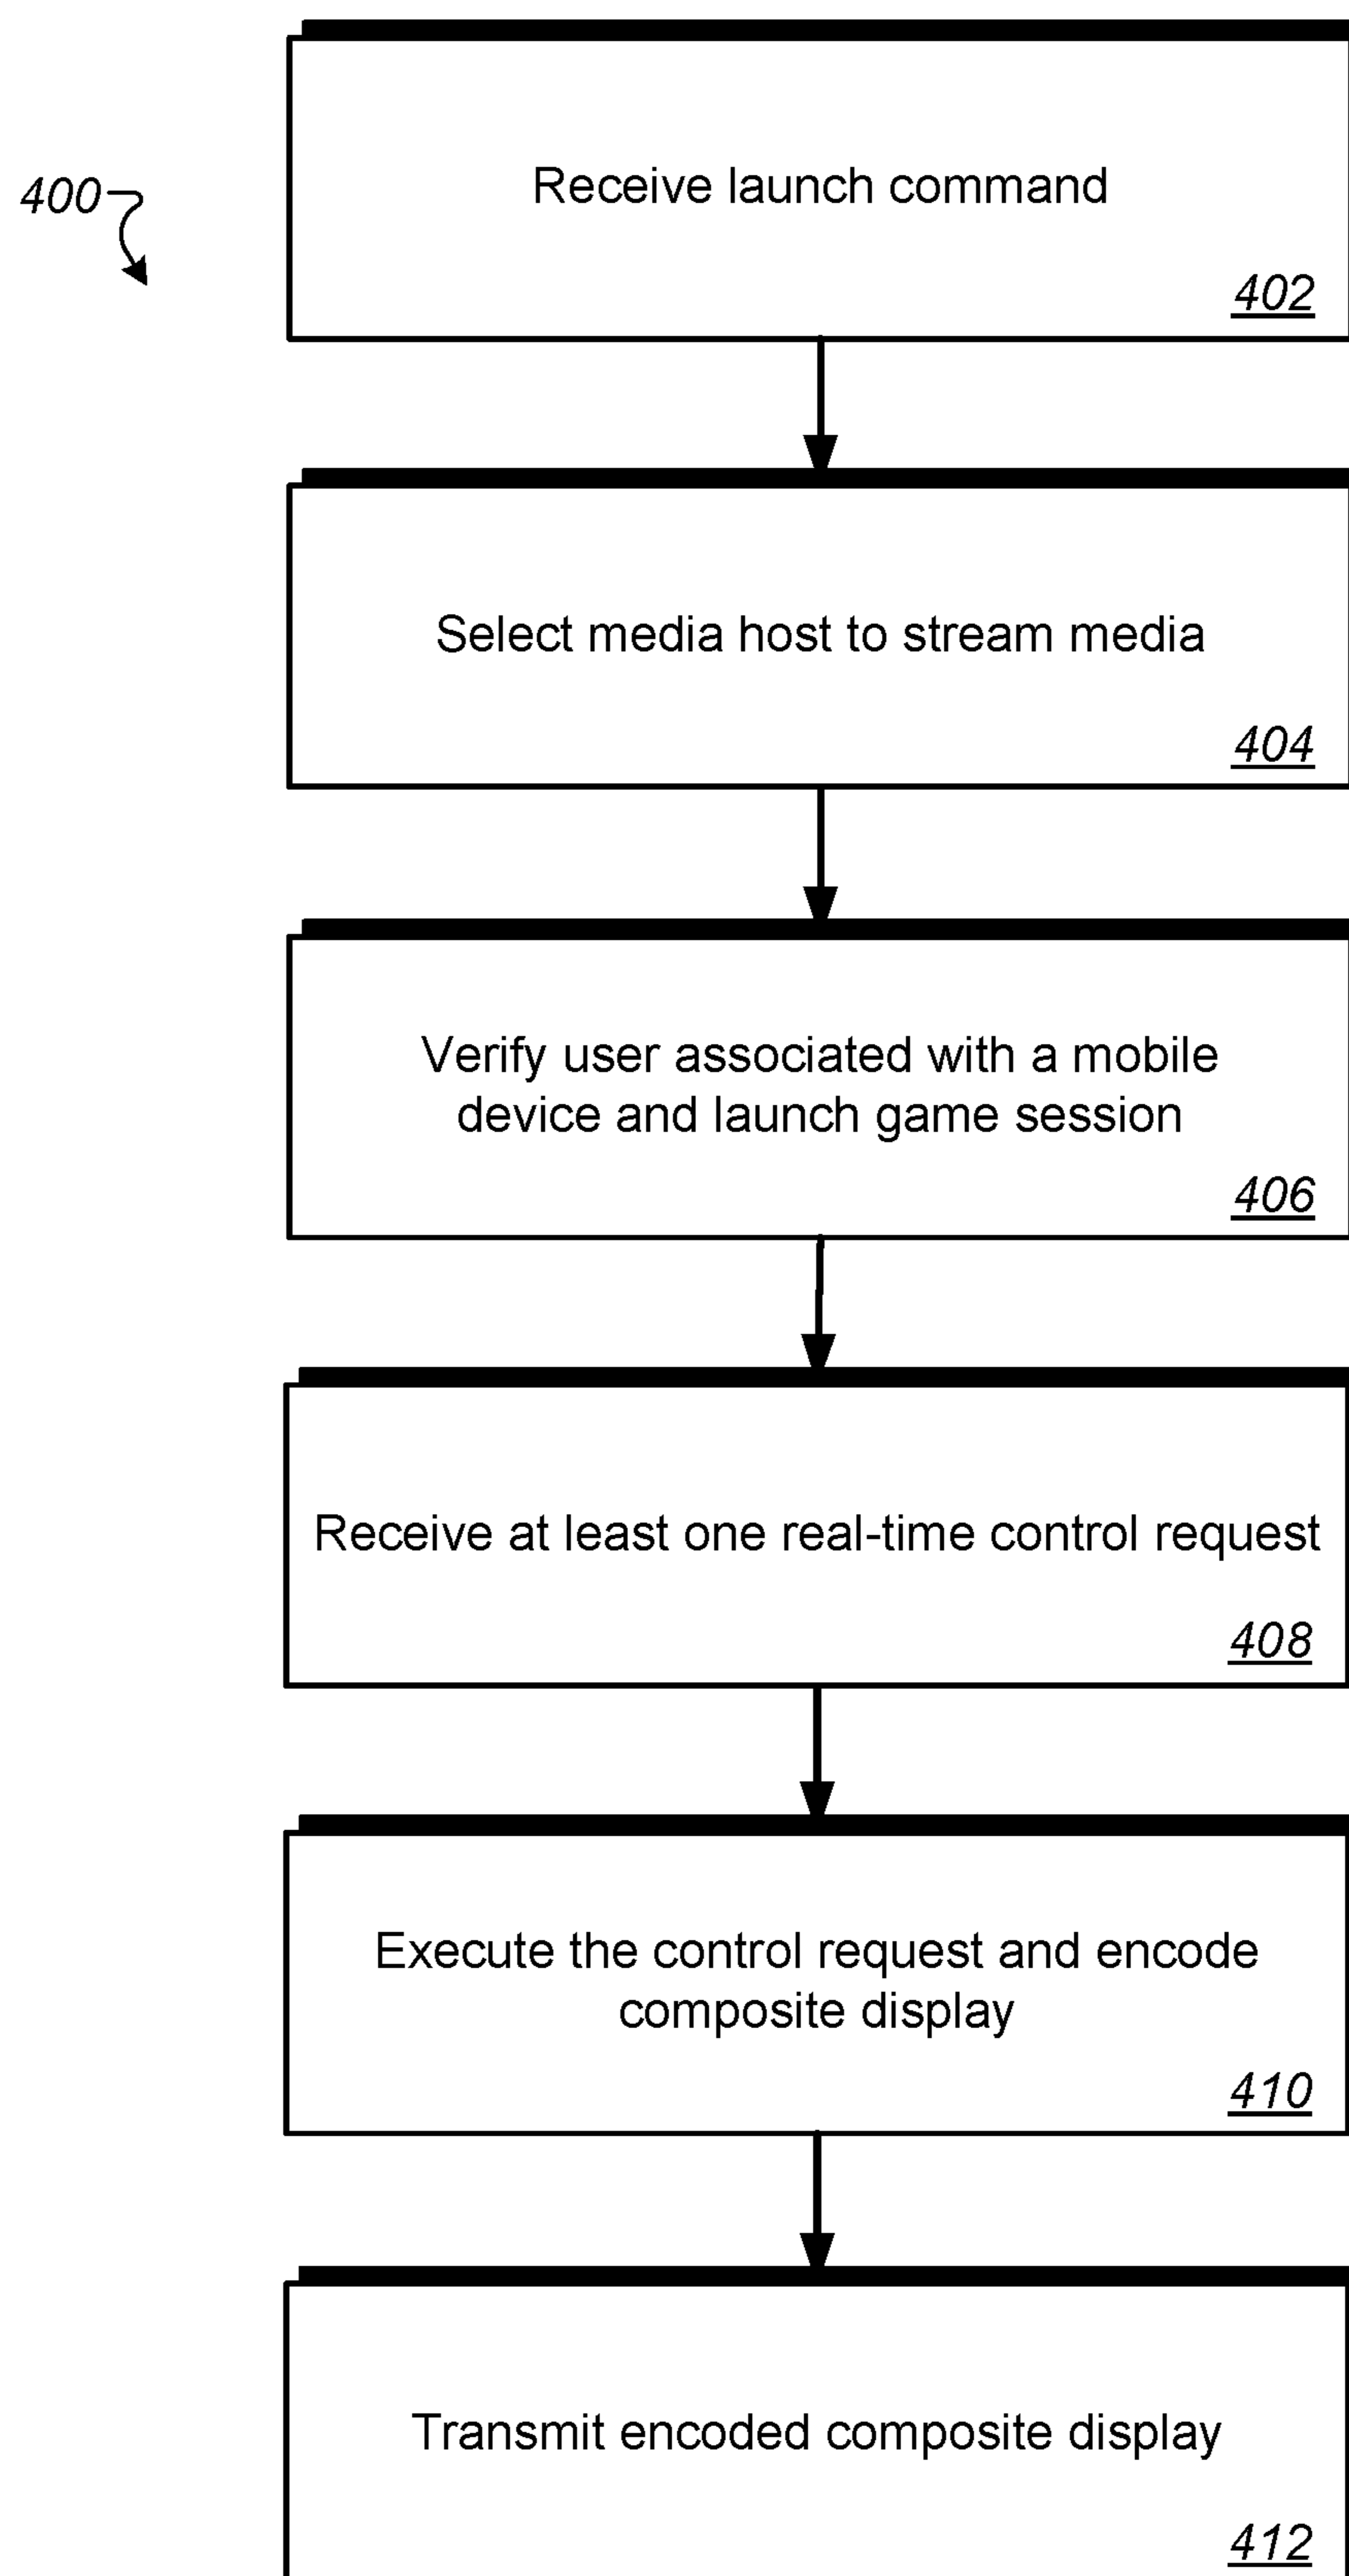 400
Receive launch command
402
Select media host to stream media
404
Verify user associated with a mobile
device and launch game session
406
Receive at least one real-time control request
408
Execute the control request and encode
composite display
410
Transmit encoded composite display
412